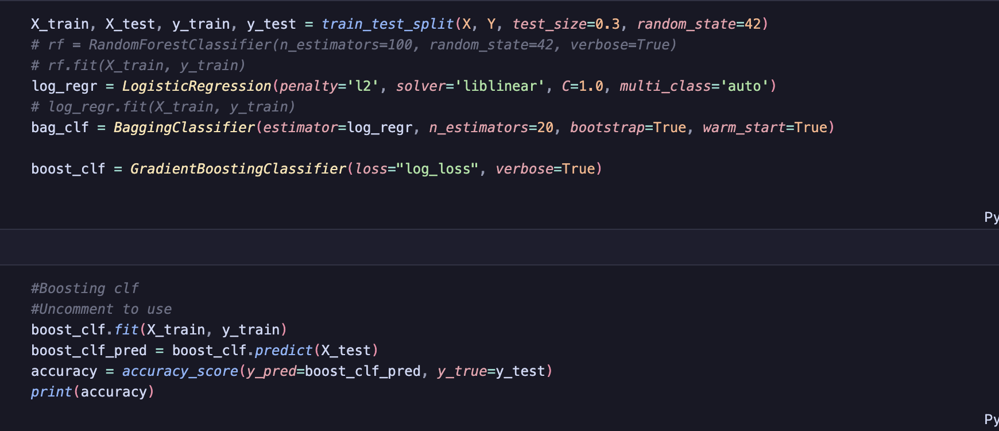 X_train, X_test, y_train, y_test = train_test_split(X, Y, test_size=0.3, random_state=42)
# rf = RandomForestClassifier(n_estimators=100, random_state=42, verbose=True)
# rf.fit(X_train, y_train)
log_regr = LogisticRegression(penalty='l2', solver='liblinear', C=1.0, multi_class='auto')
# log_regr.fit(X_train, y_train)
bag_clf = BaggingClassifier(estimator=log_regr, n_estimators=20, bootstrap=True, warm_start=True)
boost_clf = GradientBoostingClassifier(loss="log_loss", verbose=True)
Py
#Boosting clf
#Uncomment to use
boost_clf.fit(X_train, y_train)
boost_clf_pred = boost_clf.predict(X_test)
accuracy = accuracy_score(y_pred=boost_clf_pred, y_true=y_test)
print(accuracy)
Py